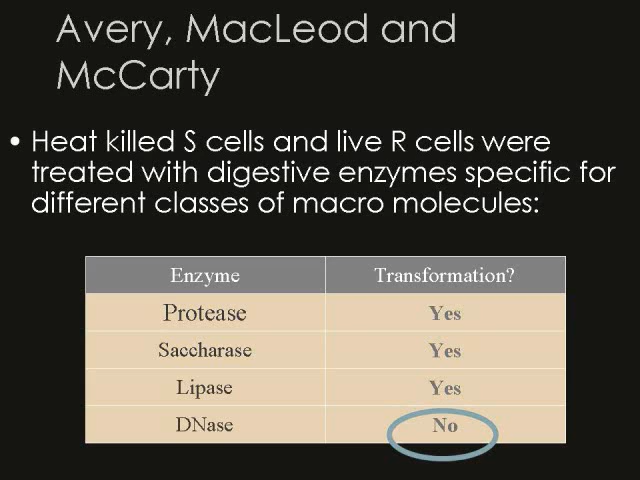 Avery, MacLeod and
McCarty
• Heat killed S cells and live R cells were
treated with digestive enzymes specific for
different classes of macro molecules:
Enzyme Transformation?
Protease Yes
Saccharase Yes
Lipase Yes
DNase No